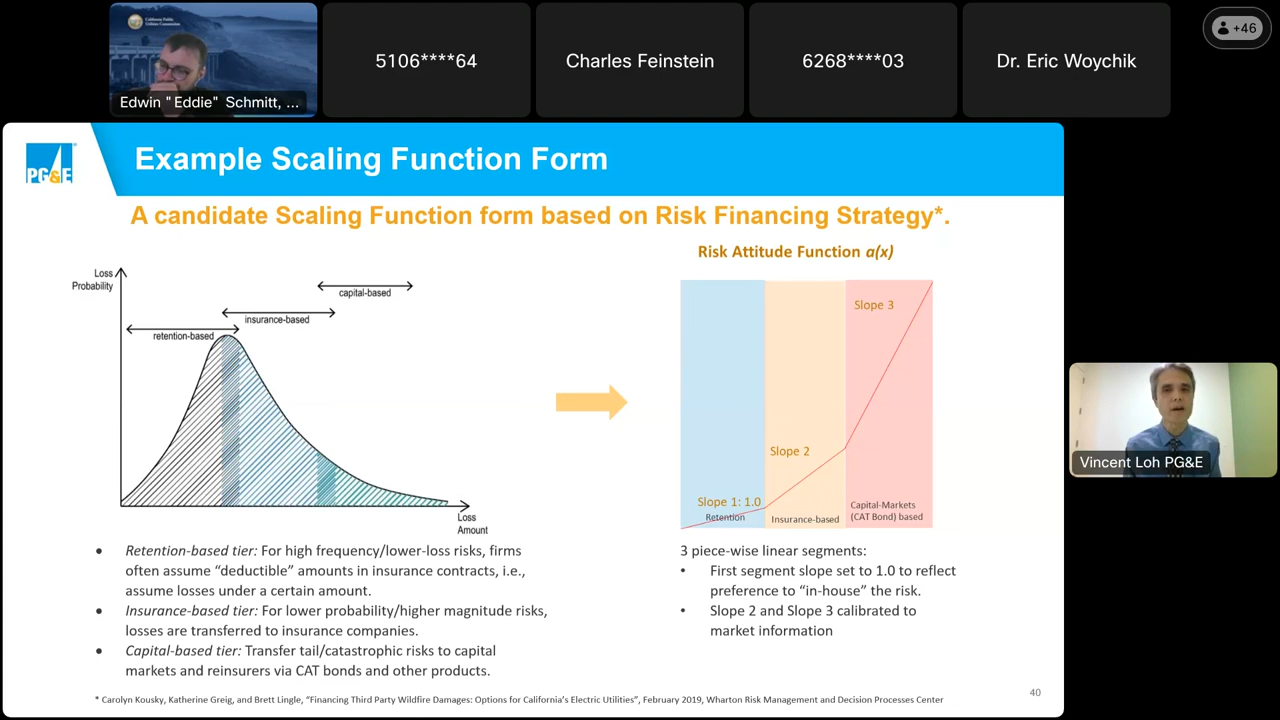 California Public
Utilities Commission
Edwin "Eddie" Schmitt, ...
5106****64
Charles Feinstein
6268****03
Dr. Eric Woychik
+46
PG&E
Example Scaling Function Form
A candidate Scaling Function form based on Risk Financing Strategy*.
Loss
Probability
capital-based
insurance-based
retention-based
Loss
Amount
Risk Attitude Function a(x)
Slope 3
Slope 2
Slope 1: 1.0
Retention
Insurance-based
Capital-Markets
(CAT Bond) based
Vincent Loh PG&E
• Retention-based tier: For high frequency/lower-loss risks, firms
often assume “deductible” amounts in insurance contracts, i.e.,
assume losses under a certain amount.
• Insurance-based tier: For lower probability/higher magnitude risks,
losses are transferred to insurance companies.
• Capital-based tier: Transfer tail/catastrophic risks to capital
markets and reinsurers via CAT bonds and other products.
3 piece-wise linear segments:
• First segment slope set to 1.0 to reflect
preference to “in-house” the risk.
• Slope 2 and Slope 3 calibrated to
market information
* Carolyn Kousky, Katherine Greig, and Brett Lingle, “Financing Third Party Wildfire Damages: Options for California’s Electric Utilities”, February 2019, Wharton Risk Management and Decision Processes Center
40